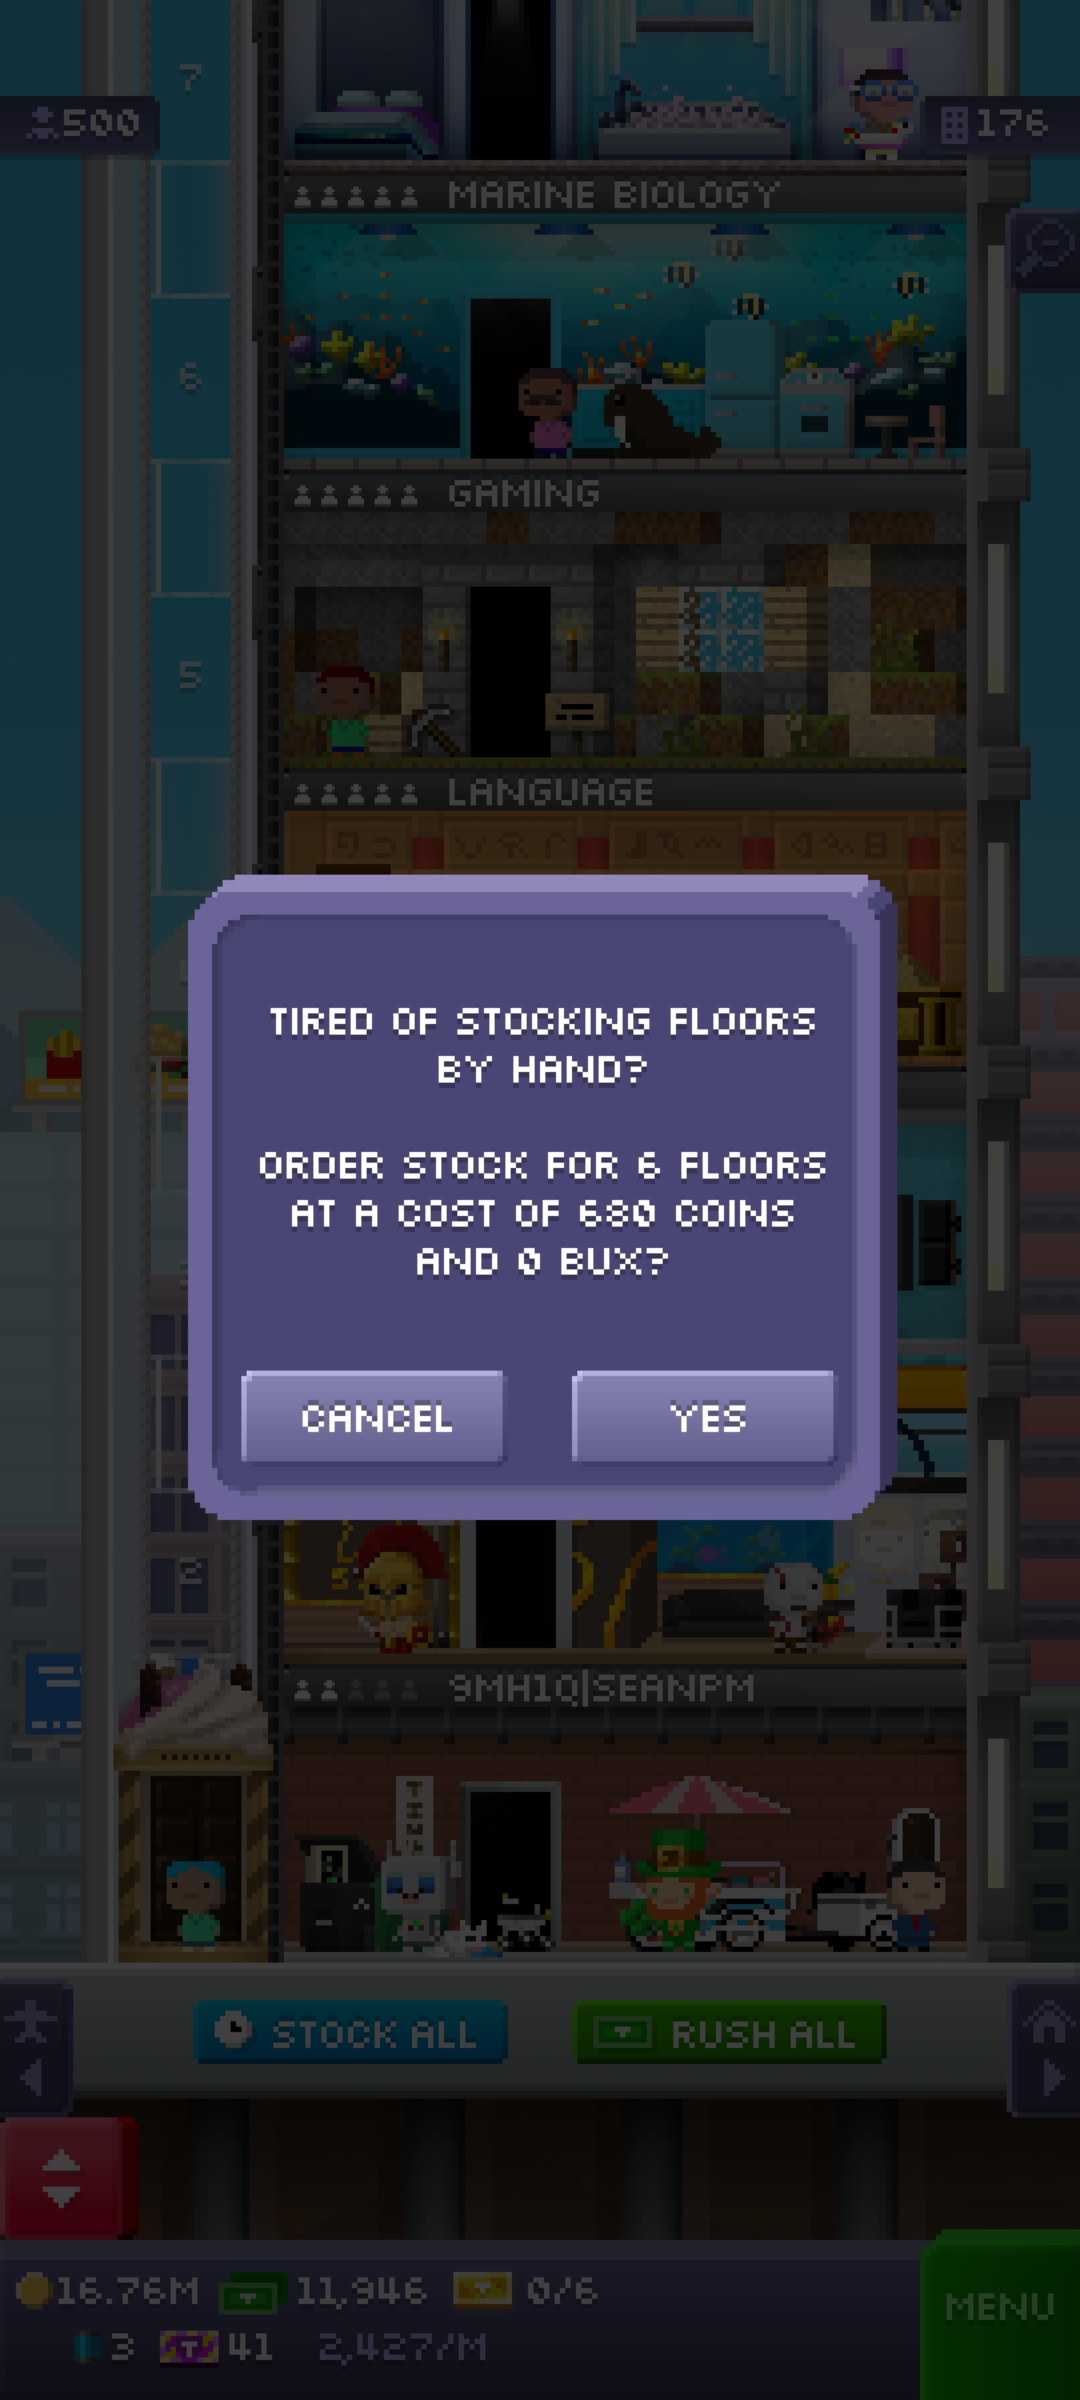 7
500
176
MARINE BIOLOGY
6
GAMING
5
LANGUAGE
TIRED OF STOCKING FLOORS
BY HAND?
ORDER STOCK FOR 6 FLOORS
AT A COST OF 680 COINS
AND 0 BUX?
CANCEL
YES
2
9MH1Q|SEANPM
STOCK ALL
RUSH ALL
16.76M
11,946
0/6
MENU
3
41
2,427/M